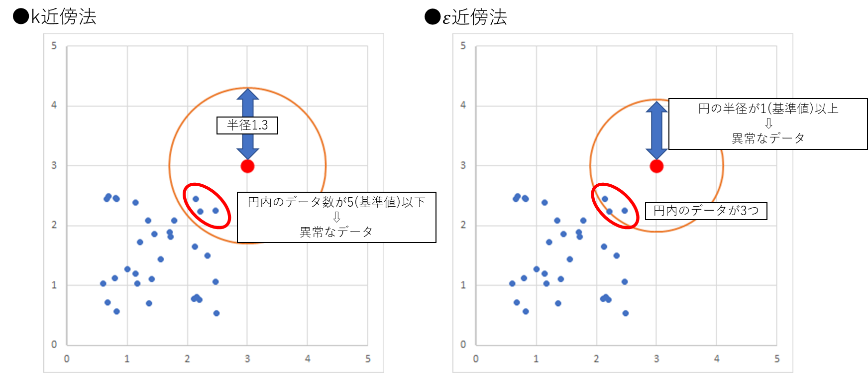 ●k近傍法
●ε近傍法
5
4
3
2
1
0
0 1 2 3 4 5
半径1.3
円内のデータ数が5(基準値)以下
⇩
異常なデータ
5
4
3
2
1
0
0 1 2 3 4 5
円の半径が1(基準値)以上
⇩
異常なデータ
円内のデータが3つ